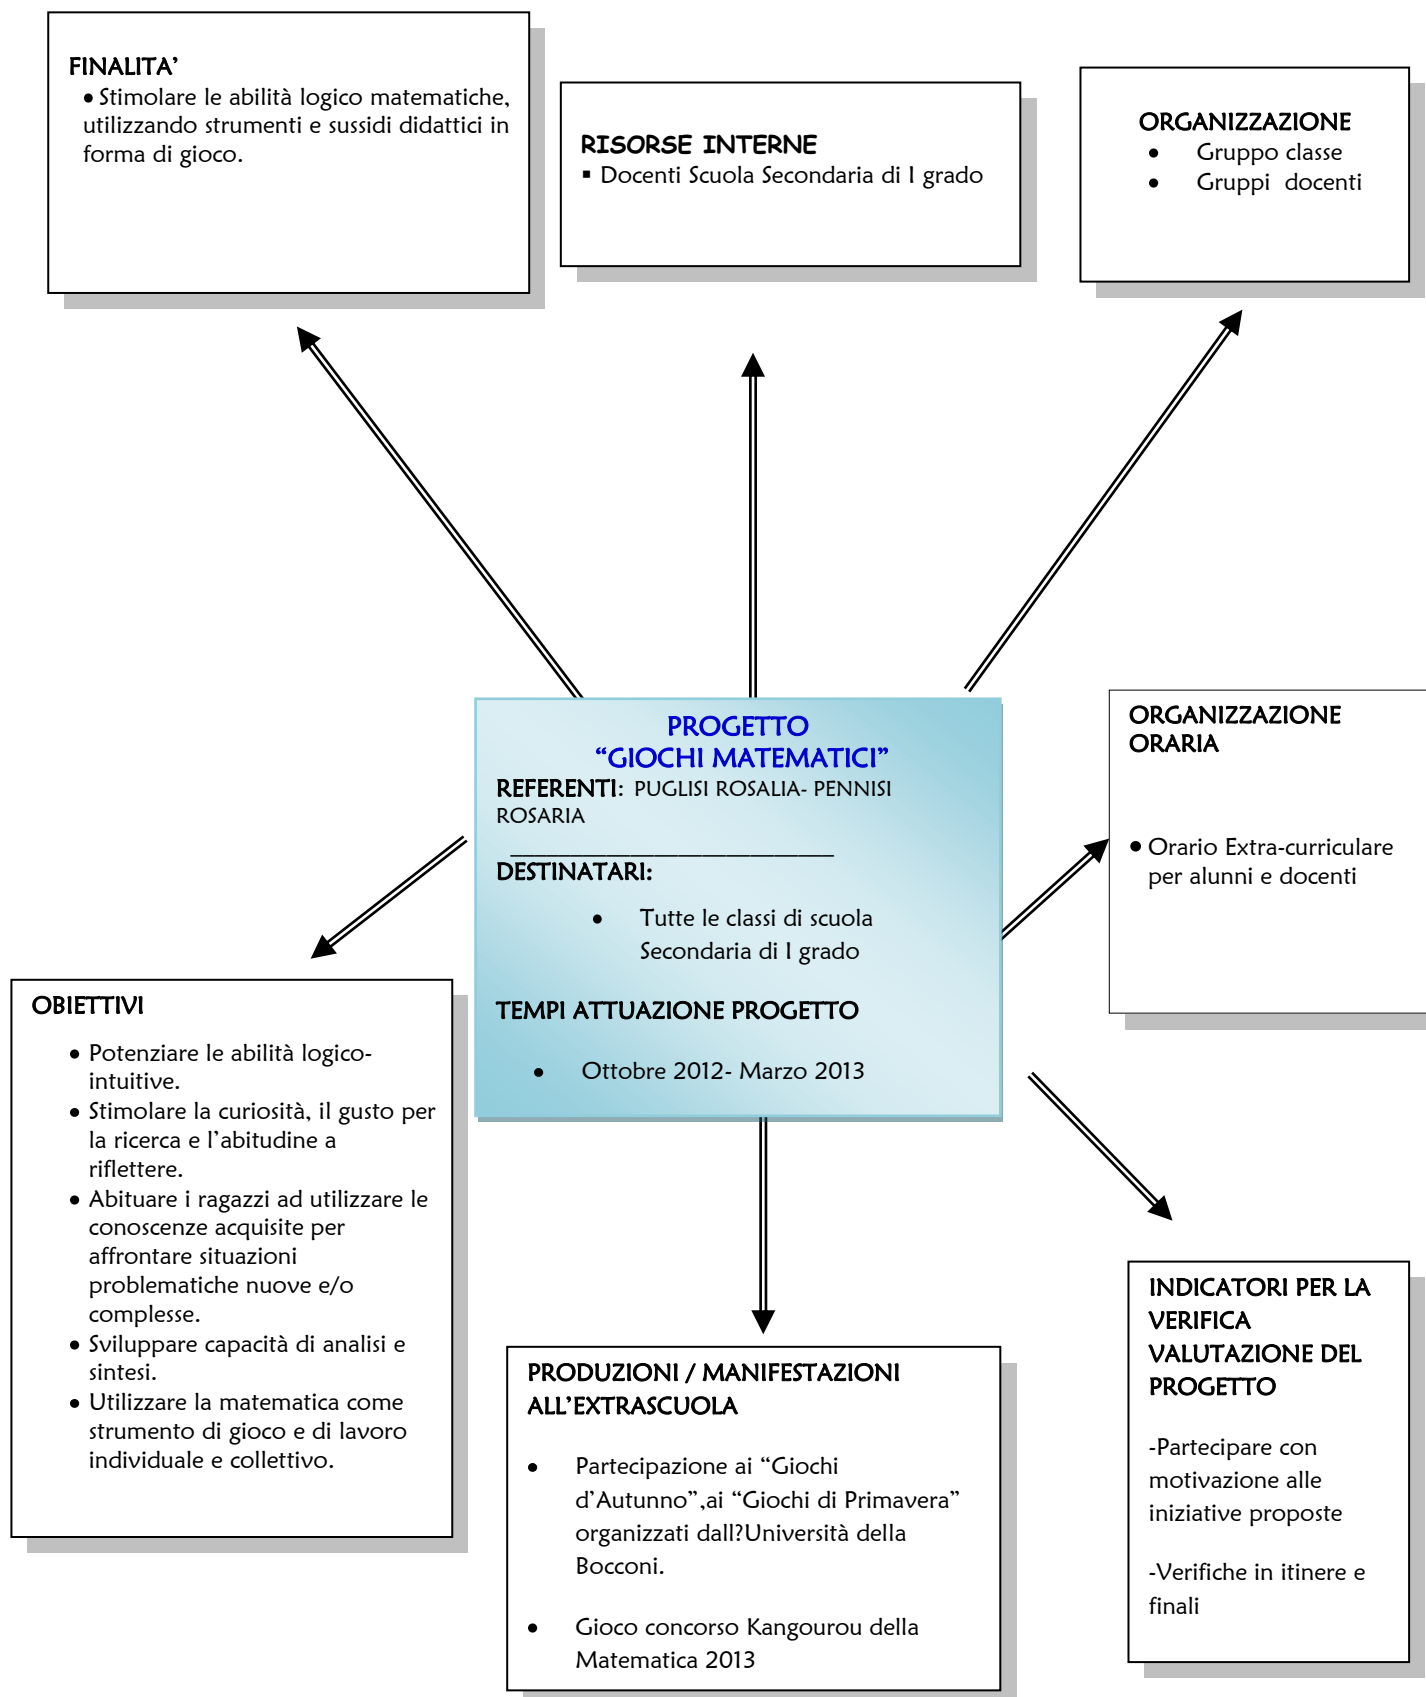 FINALITA’
• Stimolare le abilità logico matematiche,
utilizzando strumenti e sussidi didattici in
forma di gioco.
RISORSE INTERNE
▪ Docenti Scuola Secondaria di I grado
ORGANIZZAZIONE
• Gruppo classe
• Gruppi docenti
PROGETTO
“GIOCHI MATEMATICI”
REFERENTI: PUGLISI ROSALIA- PENNISI
ROSARIA
___________________________
DESTINATARI:
• Tutte le classi di scuola
Secondaria di I grado
TEMPI ATTUAZIONE PROGETTO
• Ottobre 2012- Marzo 2013
ORGANIZZAZIONE
ORARIA
• Orario Extra-curriculare
per alunni e docenti
OBIETTIVI
• Potenziare le abilità logico-
intuitive.
• Stimolare la curiosità, il gusto per
la ricerca e l’abitudine a
riflettere.
• Abituare i ragazzi ad utilizzare le
conoscenze acquisite per
affrontare situazioni
problematiche nuove e/o
complesse.
• Sviluppare capacità di analisi e
sintesi.
• Utilizzare la matematica come
strumento di gioco e di lavoro
individuale e collettivo.
PRODUZIONI / MANIFESTAZIONI
ALL’EXTRASCUOLA
• Partecipazione ai “Giochi
d’Autunno”,ai “Giochi di Primavera”
organizzati dall?Università della
Bocconi.
• Gioco concorso Kangourou della
Matematica 2013
INDICATORI PER LA
VERIFICA
VALUTAZIONE DEL
PROGETTO
-Partecipare con
motivazione alle
iniziative proposte
-Verifiche in itinere e
finali